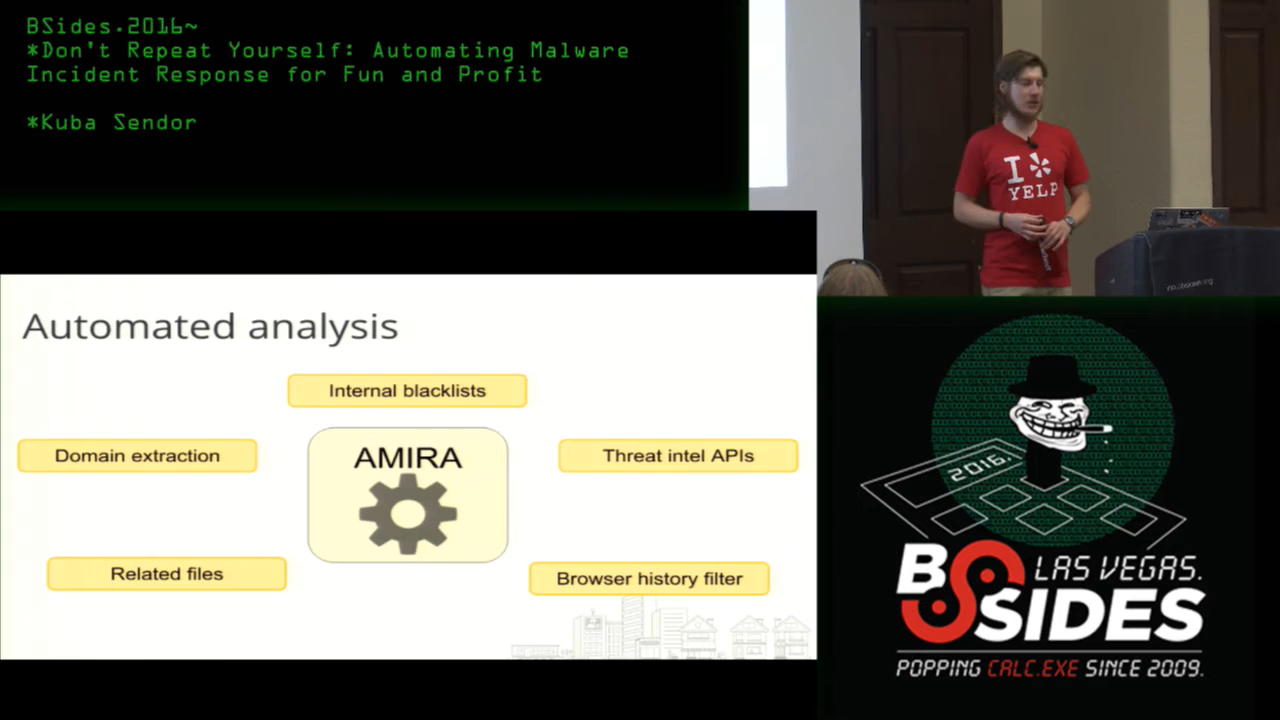 BSides.2016~
*Don't Repeat Yourself: Automating Malware
Incident Response for Fun and Profit
*Kuba Sendor
I
YELP
Automated analysis
Internal blacklists
Domain extraction
AMIRA
Threat intel APIs
Related files
Browser history filter
2016.
BSIDES
LAS VEGAS.
POPPING CALC.EXE SINCE 2009.